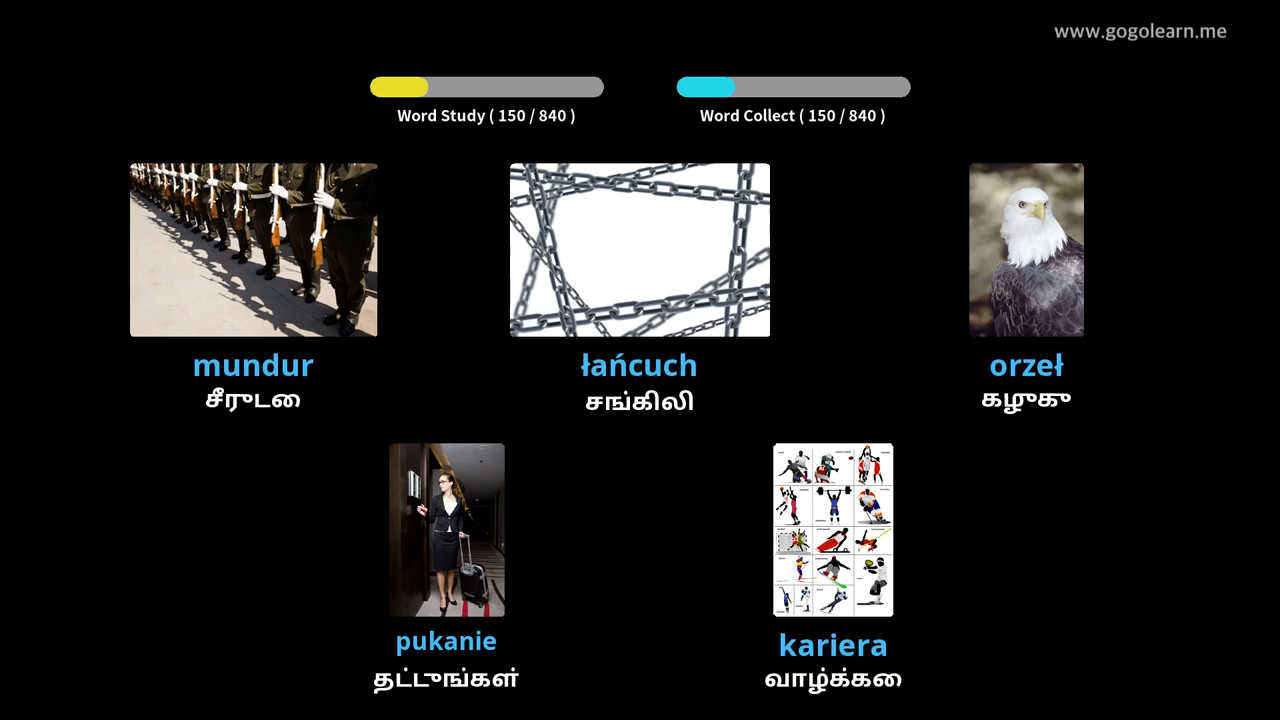 www.gogolearn.me
Word Study ( 150 / 840 )
Word Collect ( 150 / 840 )
mundur
சீருடை
łańcuch
சங்கிலி
orzeł
கழுகு
pukanie
தட்டுங்கள்
kariera
வாழ்க்கை